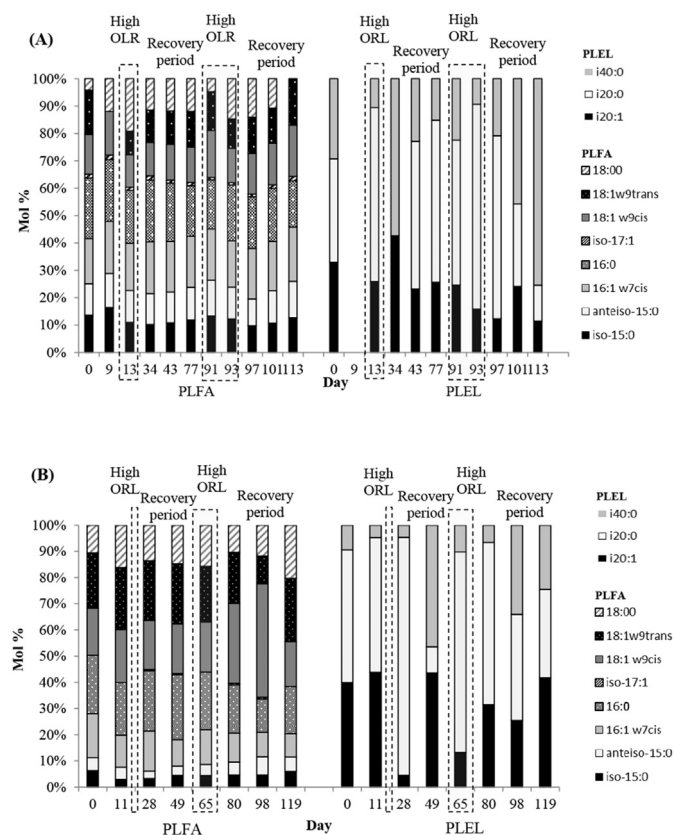 (A)
High
OLR
Recovery
period
High
OLR
Recovery
period
High
ORL
Recovery
period
High
ORL
Recovery
period
100%
90%
80%
70%
60%
50%
40%
30%
20%
10%
0%
Mol %
0 9 13 34 43 77 91 93 97 101 113
0 9 13 34 43 77 91 93 97 101 113
PLFA
Day
PLEL
PLEL
i40:0
i20:0
i20:1
PLFA
18:00
18:1w9trans
18:1 w9cis
iso-17:1
16:0
16:1 w7cis
anteiso-15:0
iso-15:0
(B)
High
ORL
Recovery
period
High
ORL
Recovery
period
High
ORL
Recovery
period
High
ORL
Recovery
period
100%
90%
80%
70%
60%
50%
40%
30%
20%
10%
0%
Mol %
0 11 28 49 65 80 98 119
0 11 28 49 65 80 98 119
PLFA
Day
PLEL
PLEL
i40:0
i20:0
i20:1
PLFA
18:00
18:1w9trans
18:1 w9cis
iso-17:1
16:0
16:1 w7cis
anteiso-15:0
iso-15:0